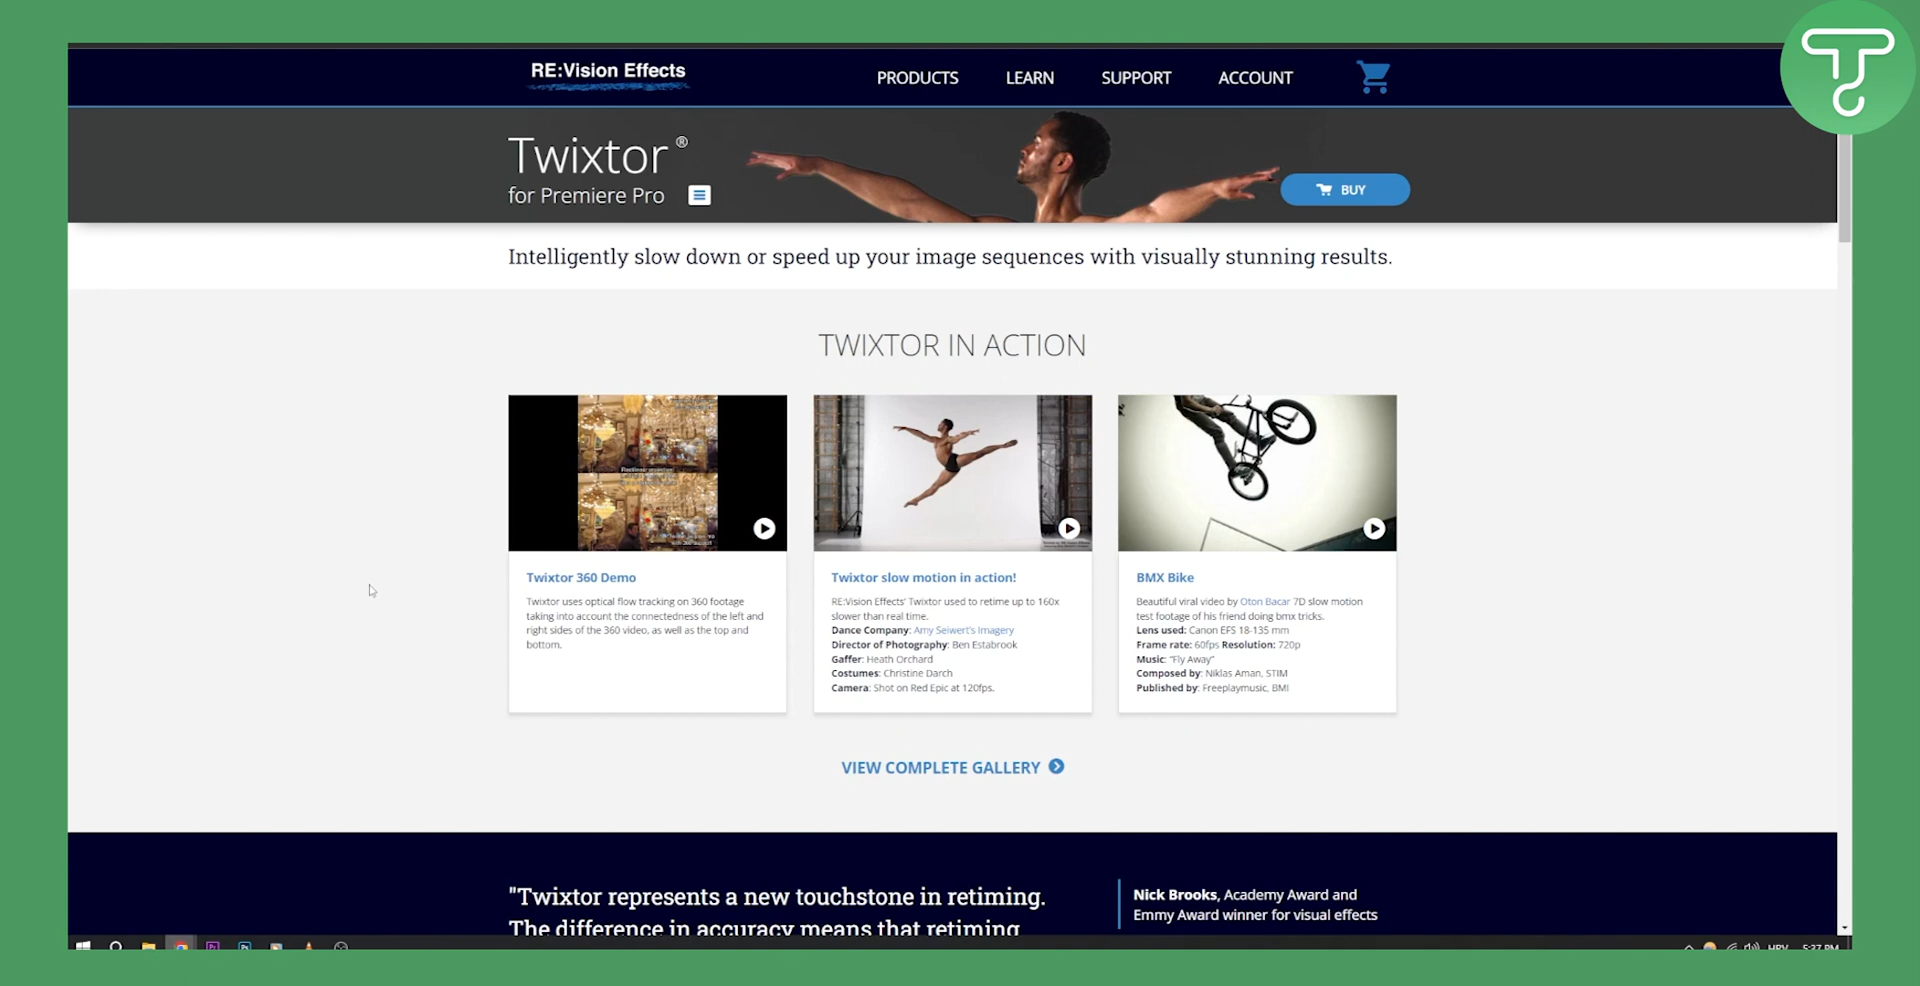 RE:Vision Effects
PRODUCTS LEARN SUPPORT ACCOUNT
Twixtor®
for Premiere Pro
BUY
Intelligently slow down or speed up your image sequences with visually stunning results.
TWIXTOR IN ACTION
Twixtor 360 Demo
Twixtor uses optical flow tracking on 360 footage
taking into account the connectedness of the left and
right sides of the 360 video, as well as the top and
bottom.
Twixtor slow motion in action!
RE:Vision Effects' Twixtor used to retime up to 160x
slower than real time.
Dance Company: Amy Seiwert's Imagery
Director of Photography: Ben Estabrook
Gaffer: Heath Orchard
Costumes: Christine Darch
Camera: Shot on Red Epic at 120fps.
BMX Bike
Beautiful viral video by Oton Bacar 7D slow motion
test footage of his friend doing bmx tricks.
Lens used: Canon EFS 18-135 mm
Frame rate: 60fps Resolution: 720p
Music: "Fly Away"
Composed by: Niklas Aman, STIM
Published by: Freeplaymusic, BMI
VIEW COMPLETE GALLERY
"Twixtor represents a new touchstone in retiming.
The difference in accuracy means that retiming
Nick Brooks, Academy Award and
Emmy Award winner for visual effects
HRV 5:37 PM